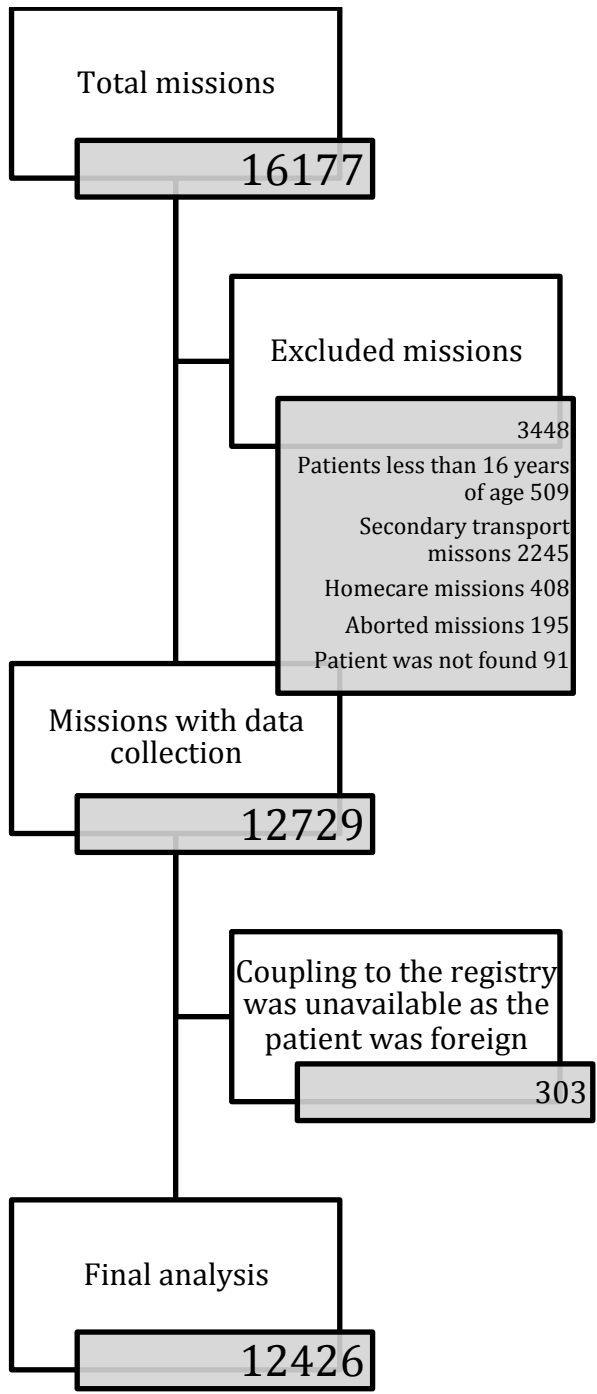 Total missions
16177
Excluded missions
3448
Patients less than 16 years
of age 509
Secondary transport
missons 2245
Homecare missions 408
Aborted missions 195
Patient was not found 91
Missions with data
collection
12729
Coupling to the registry
was unavailable as the
patient was foreign
303
Final analysis
12426